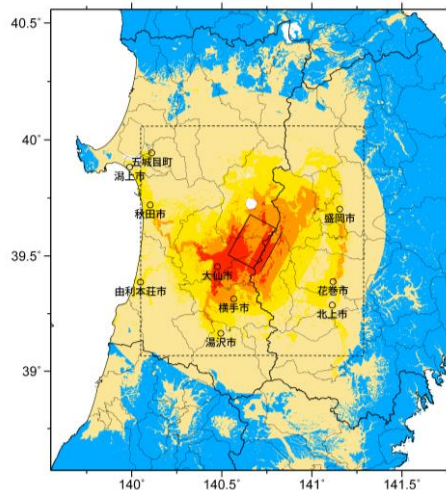 40.5°
40°
五城目町
潟上市
秋田市
盛岡市
39.5°
大仙市
由利本荘市
花巻市
横手市
北上市
湯沢市
39°
140°
140.5°
141°
141.5°